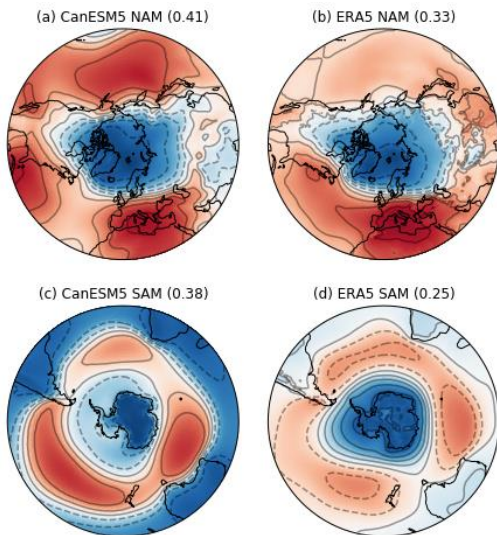 (a) CanESM5 NAM (0.41)
(b) ERA5 NAM (0.33)
(c) CanESM5 SAM (0.38)
(d) ERA5 SAM (0.25)